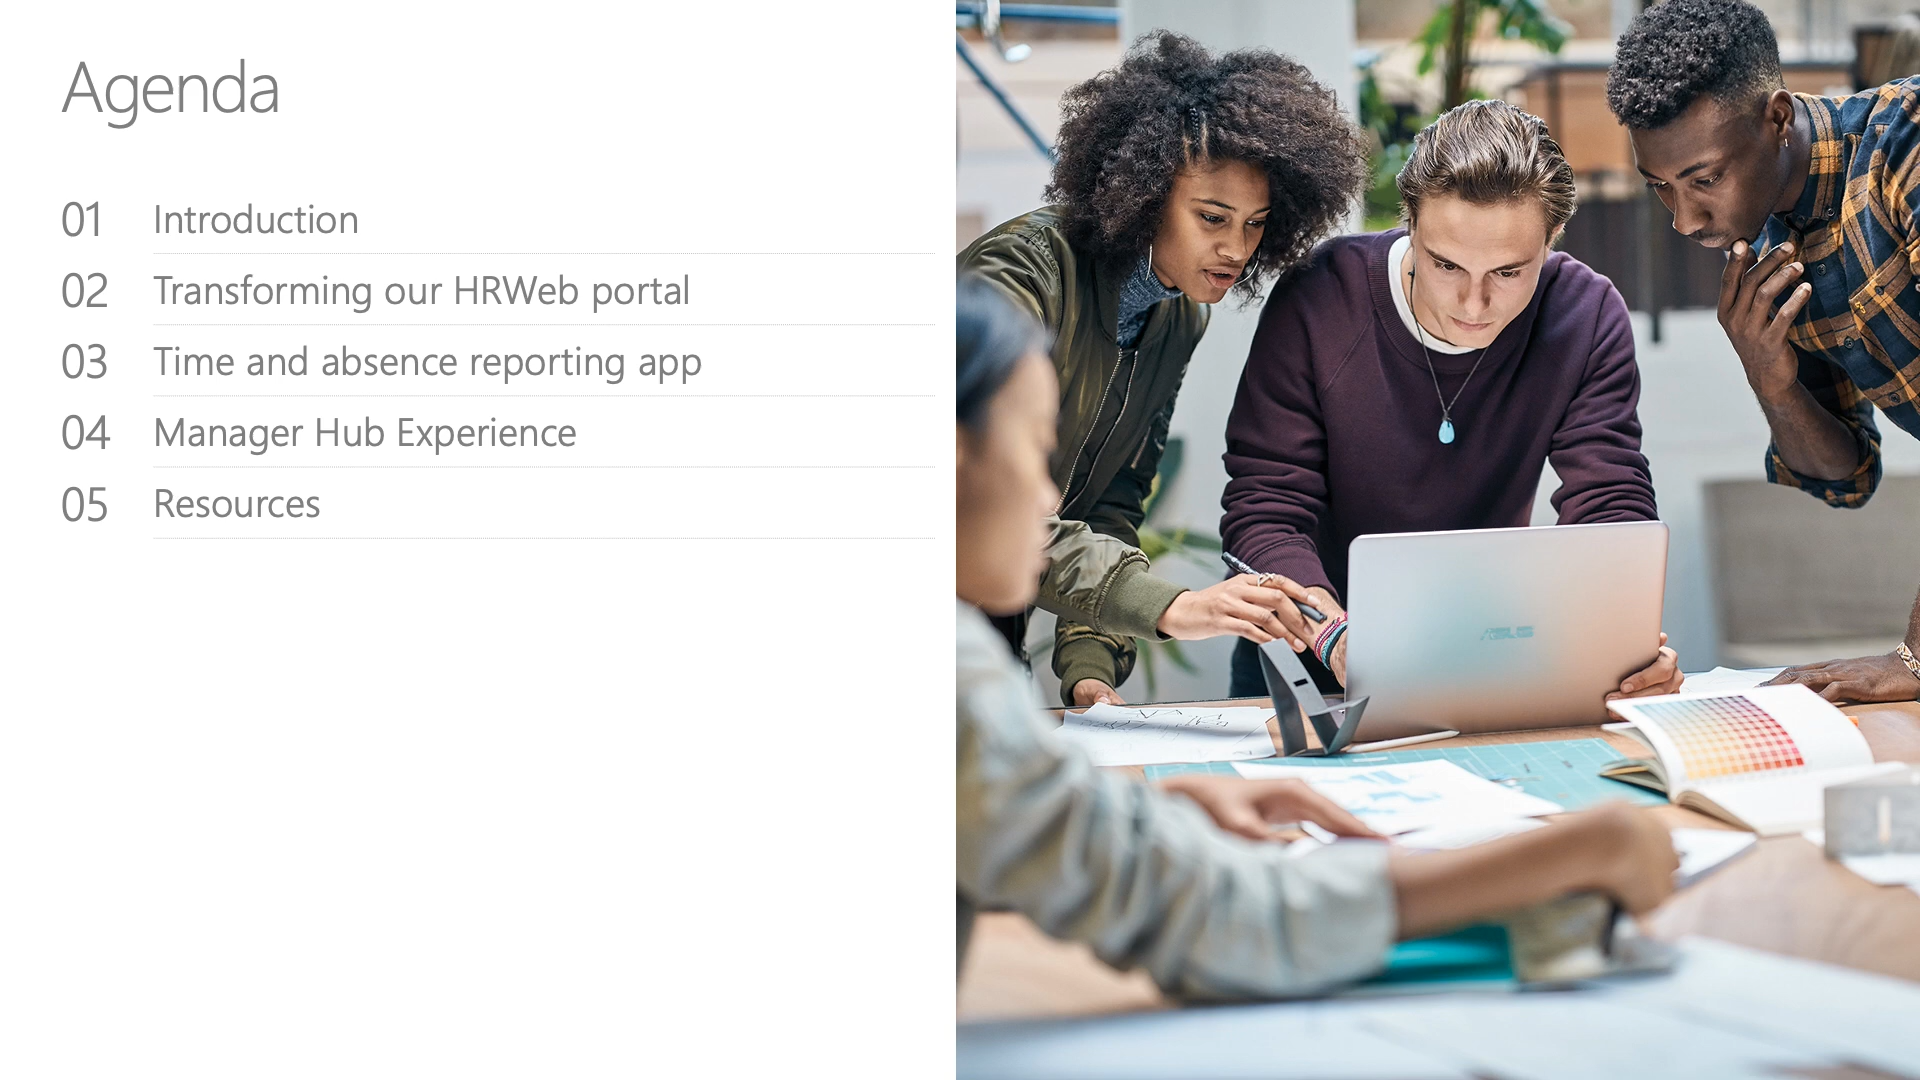 Agenda
01 Introduction
02 Transforming our HRWeb portal
03 Time and absence reporting app
04 Manager Hub Experience
05 Resources